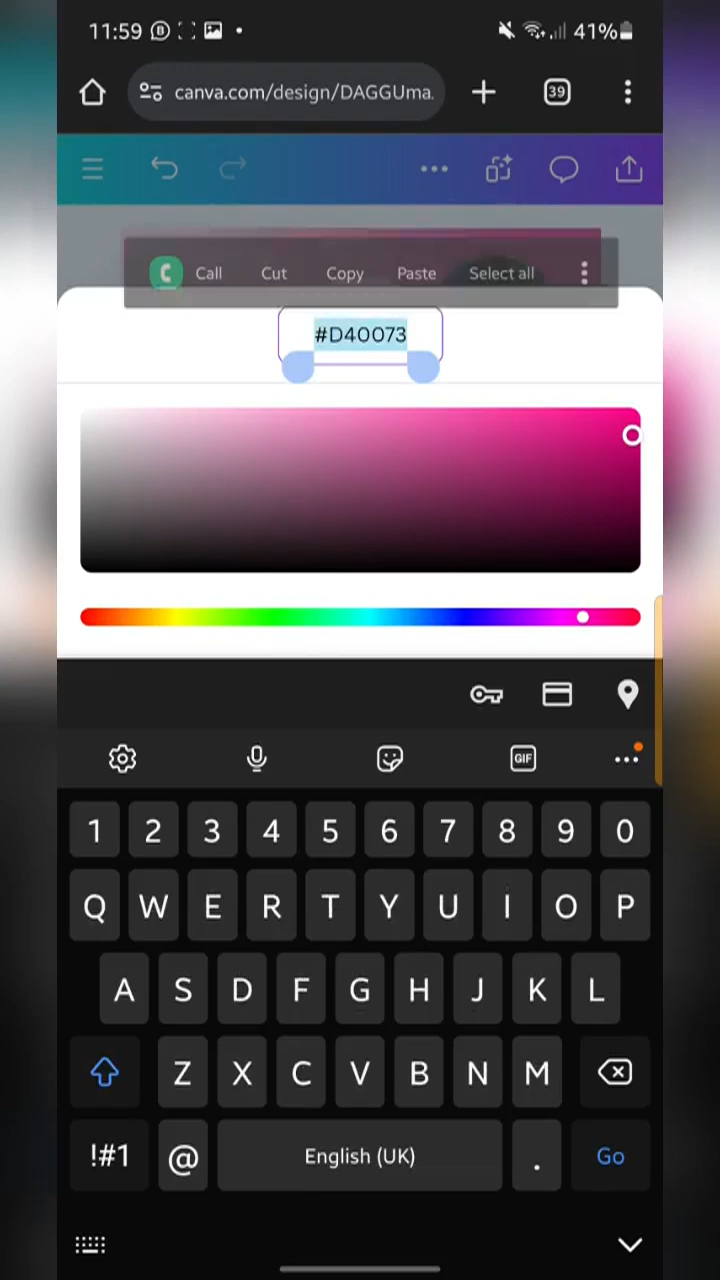 11:59 41%
canva.com/design/DAGGUma. 39
Call Cut Copy Paste Select all
#D40073
GIF
1 2 3 4 5 6 7 8 9 0
Q W E R T Y U I O P
A S D F G H J K L
Z X C V B N M
!#1 @ English (UK) . Go